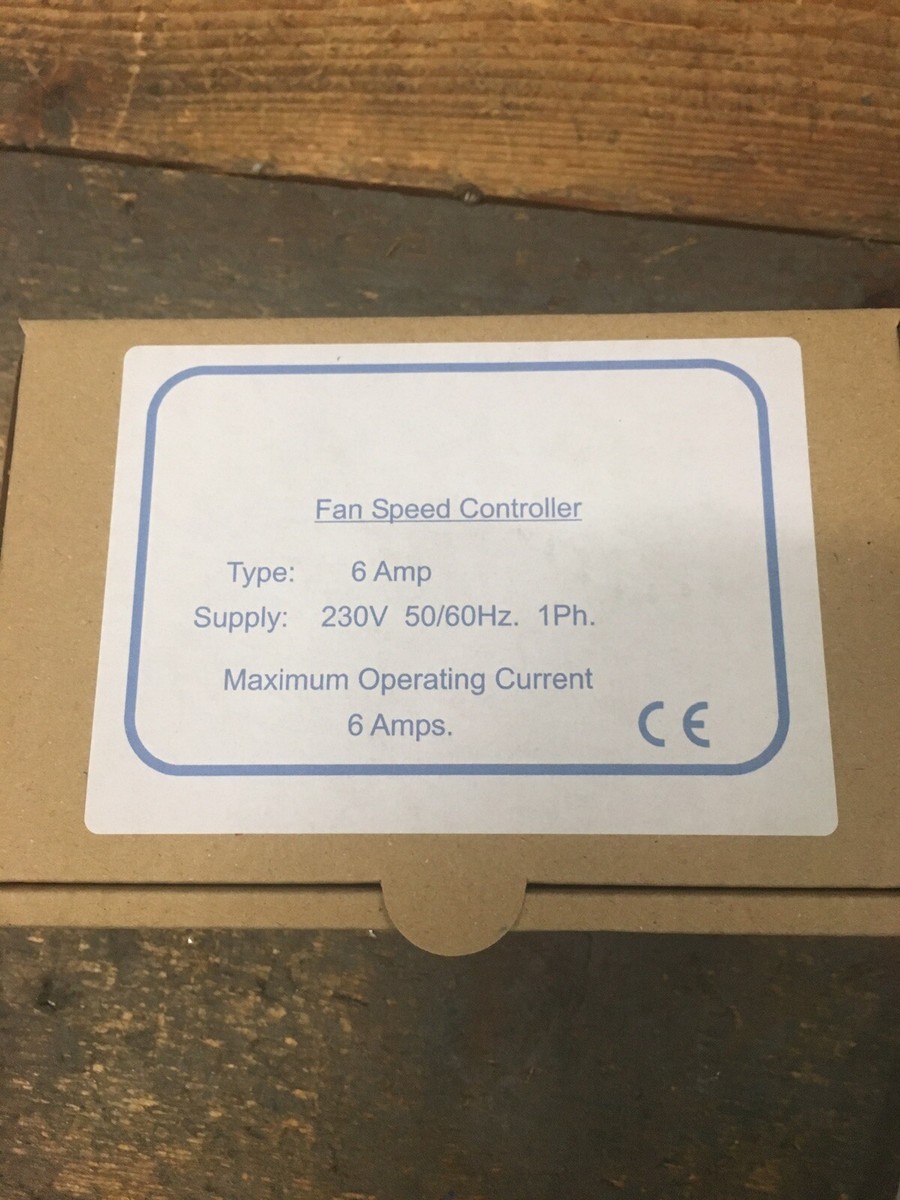 Fan Speed Controller
Type: 6 Amp
Supply: 230V 50/60Hz. 1Ph.
Maximum Operating Current
6 Amps.
CE